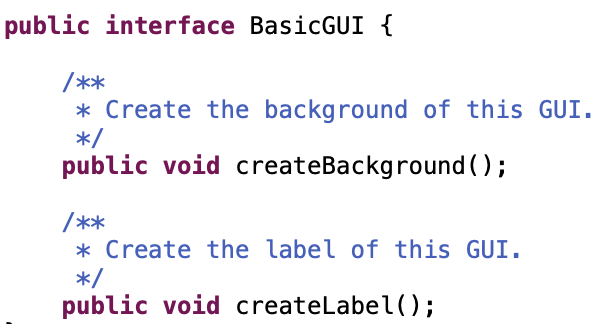 public interface BasicGUI {
/**
* Create the background of this GUI.
*/
public void createBackground();
/**
* Create the label of this GUI.
*/
public void createLabel();